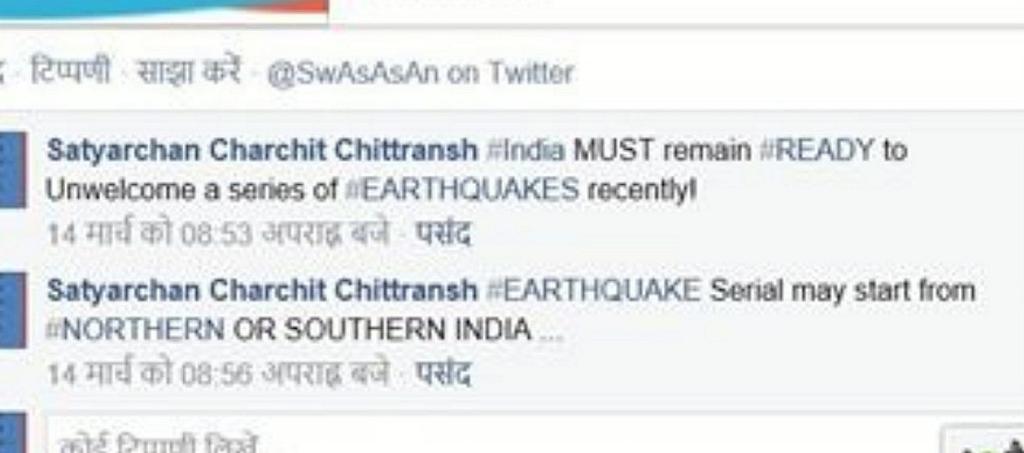 टिप्पणी · साझा करें · @SwAsAsAn on Twitter
Satyarchan Charchit Chittransh #India MUST remain #READY to
Unwelcome a series of #EARTHQUAKES recently!
14 मार्च को 08:53 अपराह्न बजे · पसंद
Satyarchan Charchit Chittransh #EARTHQUAKE Serial may start from
#NORTHERN OR SOUTHERN INDIA ...
14 मार्च को 08:56 अपराह्न बजे · पसंद
कोई टिप्पणी लिखें...